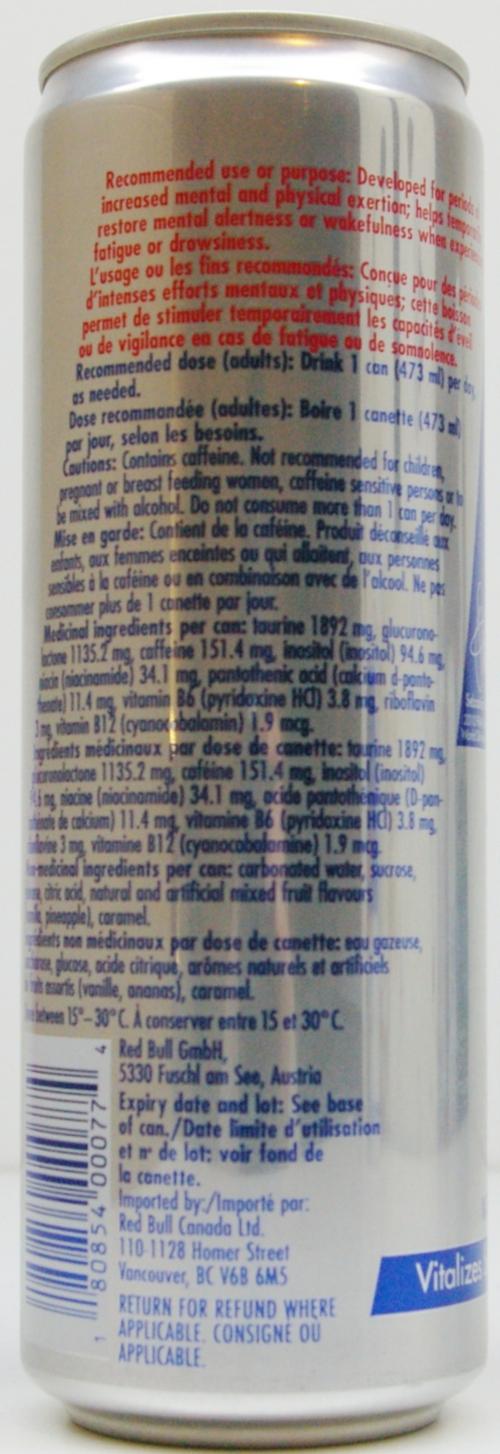 Recommended use or purpose: Developed for periods
increased mental and physical exertion; helps
restore mental alertness or wakefulness when
fatigue or drowsiness.
L'usage ou les fins recommandés: Conçue pour des
d'intenses efforts mentaux et physiques; cette boisson
permet de stimuler temporairement les capacités d'éveil
ou de vigilance en cas de fatigue ou de somnolence.
Recommended dose (adults): Drink 1 can (473 ml) per day,
as needed.
Dose recommandée (adultes): Boire 1 canette (473 ml)
par jour, selon les besoins.
Cautions: Contains caffeine. Not recommended for children,
pregnant or breast feeding women, caffeine sensitive persons or to
be mixed with alcohol. Do not consume more than 1 can per day.
Mise en garde: Contient de la caféine. Produit déconseillé aux
enfants, aux femmes enceintes ou qui allaitent, aux personnes
sensibles à la caféine ou en combinaison avec de l'alcool. Ne pas
consommer plus de 1 canette par jour.
Medicinal ingredients per can: taurine 1892 mg, glucurono-
lactone 1135.2 mg, caffeine 151.4 mg, inositol (inositol) 94.6 mg,
niacin (niacinamide) 34.1 mg, pantothenic acid (calcium d-panto-
thenate) 11.4 mg, vitamin B6 (pyridoxine HCl) 3.8 mg, riboflavin
3 mg, vitamin B12 (cyanocobalamin) 1.9 mcg.
médicinaux par dose de canette: taurine 1892 mg,
1135.2 mg, caféine 151.4 mg, inositol (inositol)
mg, niacine (niacinamide) 34.1 mg, acide pantothénique (D-pan-
de calcium) 11.4 mg, vitamine B6 (pyridoxine HCl) 3.8 mg,
3 mg, vitamine B12 (cyanocobalamine) 1.9 mcg.
ingredients per can: carbonated water, sucrose,
citric acid, natural and artificial mixed fruit flavours
pineapple), caramel.
non médicinaux par dose de canette: eau gazeuse,
glucose, acide citrique, arômes naturels et artificiels
assortis (vanille, ananas), caramel.
between 15°–30°C. À conserver entre 15 et 30°C.
Red Bull GmbH,
5330 Fuschl am See, Austria
Expiry date and lot: See base
of can./Date limite d'utilisation
et nº de lot: voir fond de
la canette.
Imported by:/Importé par:
Red Bull Canada Ltd.
110-1128 Homer Street
Vancouver, BC V6B 6M5
RETURN FOR REFUND WHERE
APPLICABLE. CONSIGNE OÙ
APPLICABLE.
1 80854 00077 4
Vitalizes